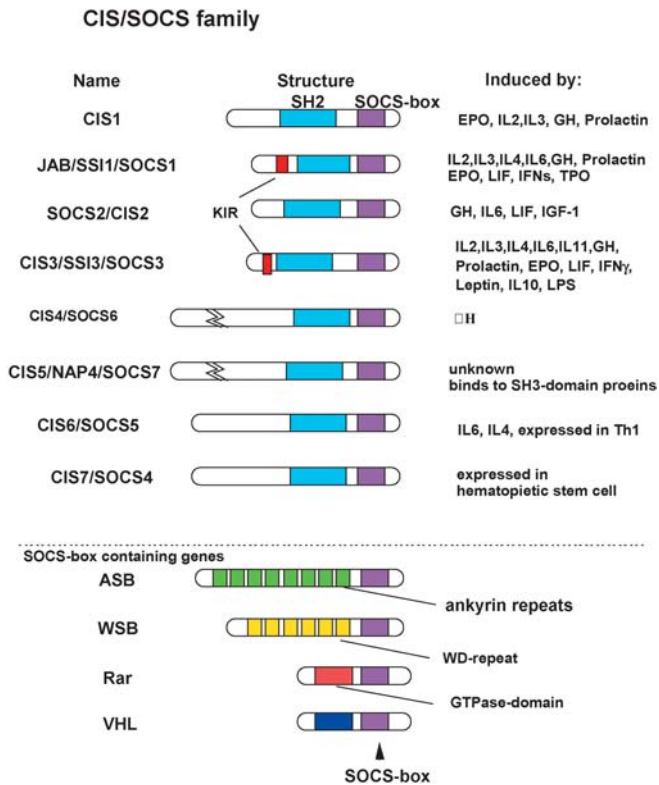 CIS/SOCS family
Name
Structure
Induced by:
SH2
SOCS-box
CIS1
EPO, IL2,IL3, GH, Prolactin
JAB/SSI1/SOCS1
IL2,IL3,IL4,IL6,GH, Prolactin
EPO, LIF, IFNs, TPO
KIR
SOCS2/CIS2
GH, IL6, LIF, IGF-1
CIS3/SSI3/SOCS3
IL2,IL3,IL4,IL6,IL11,GH,
Prolactin, EPO, LIF, IFNγ,
Leptin, IL10, LPS
CIS4/SOCS6
□H
CIS5/NAP4/SOCS7
unknown
binds to SH3-domain proeins
CIS6/SOCS5
IL6, IL4, expressed in Th1
CIS7/SOCS4
expressed in
hematopietic stem cell
SOCS-box containing genes
ASB
ankyrin repeats
WSB
WD-repeat
Rar
GTPase-domain
VHL
SOCS-box